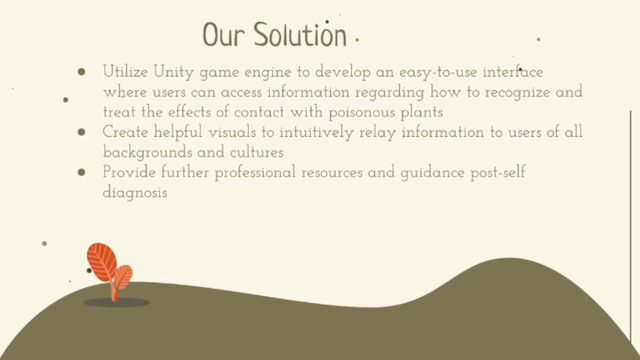 Our Solution
● Utilize Unity game engine to develop an easy-to-use interface
where users can access information regarding how to recognize and
treat the effects of contact with poisonous plants
● Create helpful visuals to intuitively relay information to users of all
backgrounds and cultures
● Provide further professional resources and guidance post-self
diagnosis